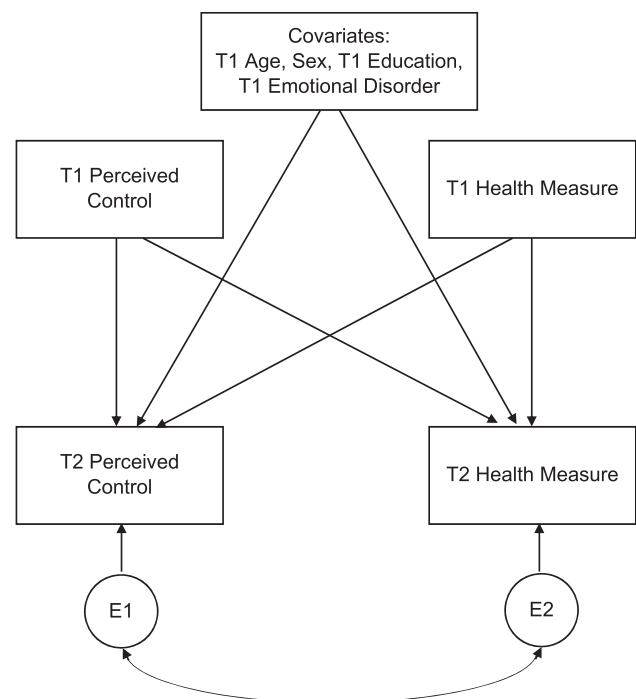 Covariates:
T1 Age, Sex, T1 Education,
T1 Emotional Disorder
T1 Perceived
Control
T1 Health Measure
T2 Perceived
Control
T2 Health Measure
E1
E2